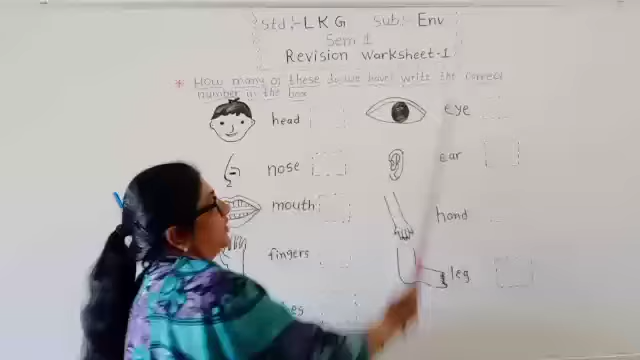 Std :- L K G Sub:- Env
Sem 1
Revision Worksheet-1
* How many of these do we have? Write the correct
number in the box
head
eye
nose
ear
mouth
hand
fingers
leg